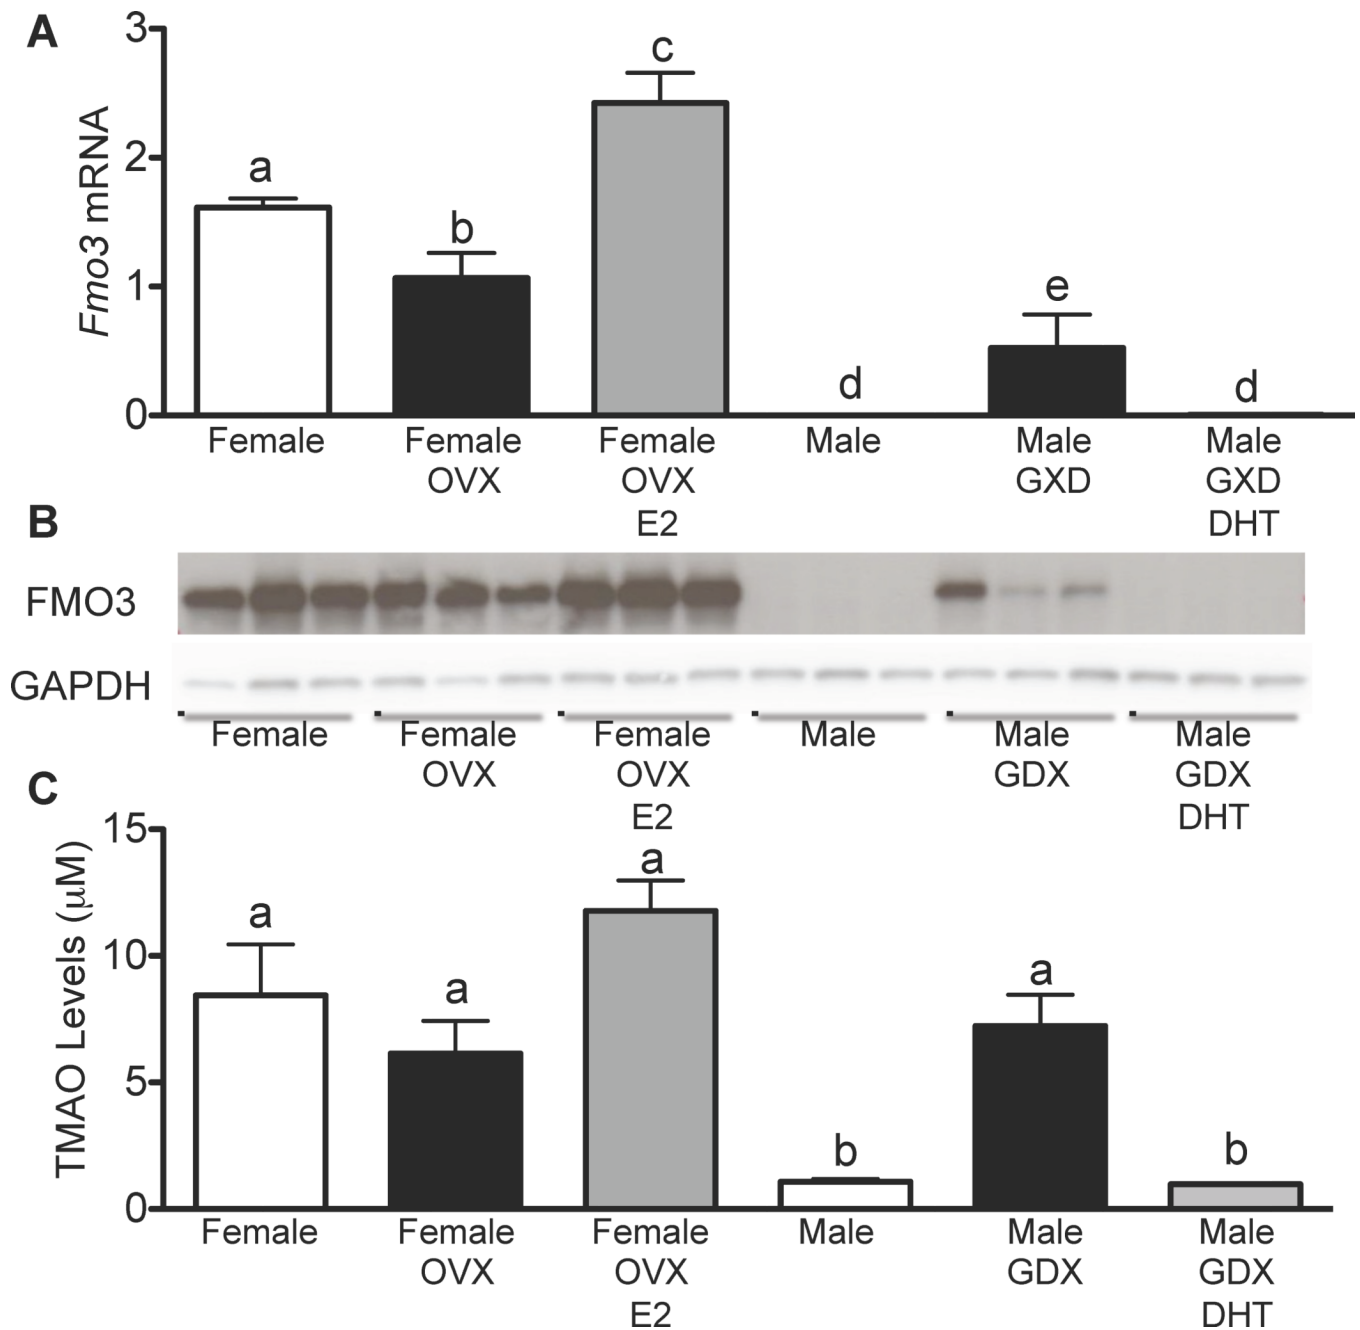 A
3
2
1
0
Fmo3 mRNA
a
b
c
d
e
d
Female
Female
OVX
Female
OVX
E2
Male
Male
GXD
Male
GXD
DHT
B
FMO3
GAPDH
Female
Female
OVX
Female
OVX
E2
Male
Male
GDX
Male
GDX
DHT
C
15
10
5
0
TMAO Levels (μM)
a
a
a
b
a
b
Female
Female
OVX
Female
OVX
E2
Male
Male
GDX
Male
GDX
DHT